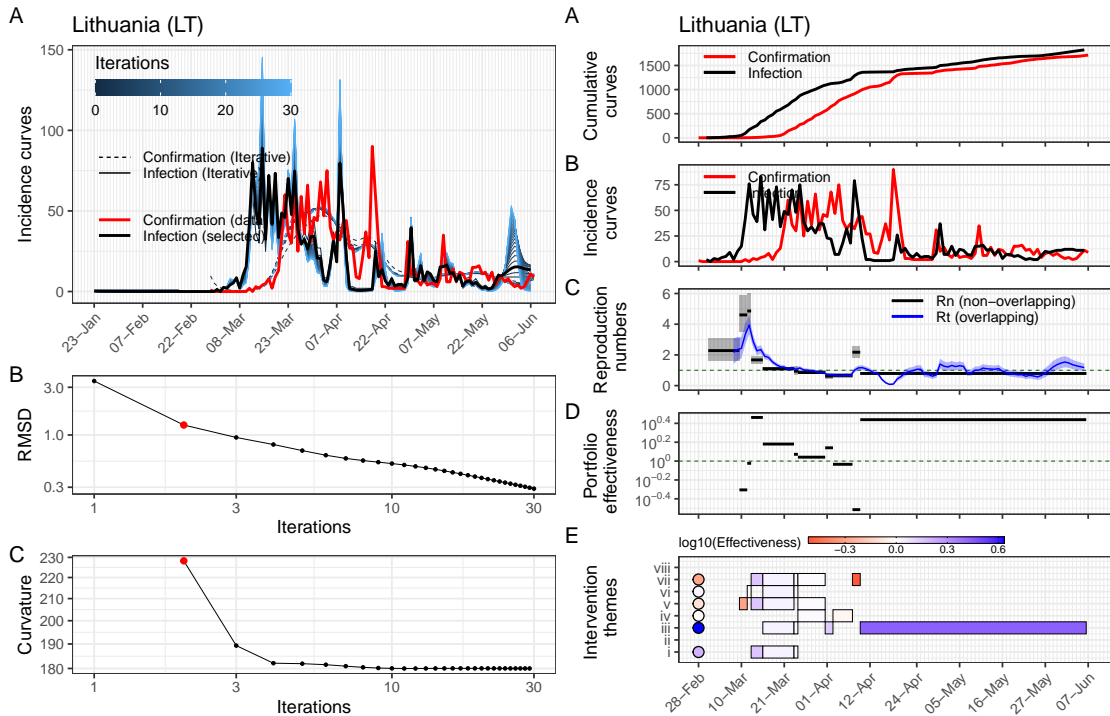 A
Lithuania (LT)
150
100
50
0
Incidence curves
Iterations
0 10 20 30
Confirmation (Iterative)
Infection (Iterative)
Confirmation (data)
Infection (selected)
23−Jan
07−Feb
22−Feb
08−Mar
23−Mar
07−Apr
22−Apr
07−May
22−May
06−Jun
B
3.0
1.0
0.3
RMSD
1 3 10 30
Iterations
C
230
220
210
200
190
180
Curvature
1 3 10 30
Iterations
A
Lithuania (LT)
Cumulative
curves
1500
1000
500
0
Confirmation
Infection
B
Incidence
curves
75
50
25
0
Confirmation
Infection
C
Reproduction
numbers
6
4
2
0
Rn (non−overlapping)
Rt (overlapping)
D
Portfolio
effectiveness
10^0.4
10^0
10^−0.4
10^−0.5
E
log10(Effectiveness)
−0.3 0.0 0.3 0.6
Intervention
themes
viii
vii
vi
v
iv
iii
ii
i
28−Feb
10−Mar
21−Mar
01−Apr
12−Apr
24−Apr
05−May
16−May
27−May
07−Jun